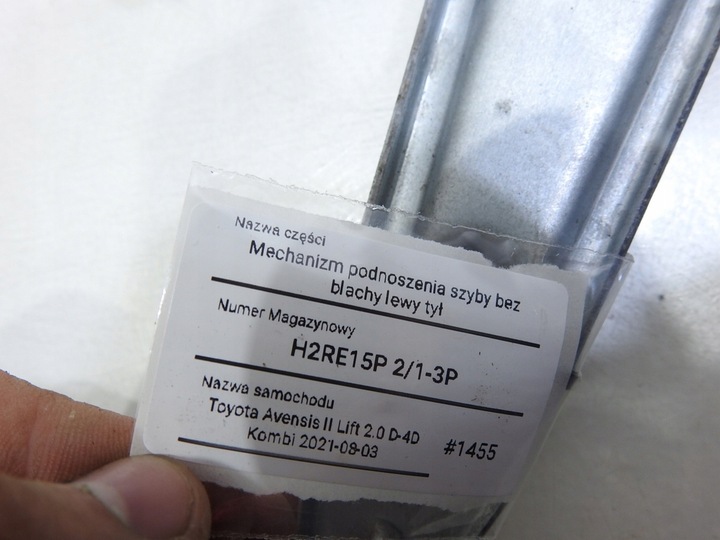 Nazwa części
Mechanizm podnoszenia szyby bez
blachy lewy tył
Numer Magazynowy
H2RE15P 2/1-3P
Nazwa samochodu
Toyota Avensis II Lift 2.0 D-4D
Kombi 2021-08-03
#1455